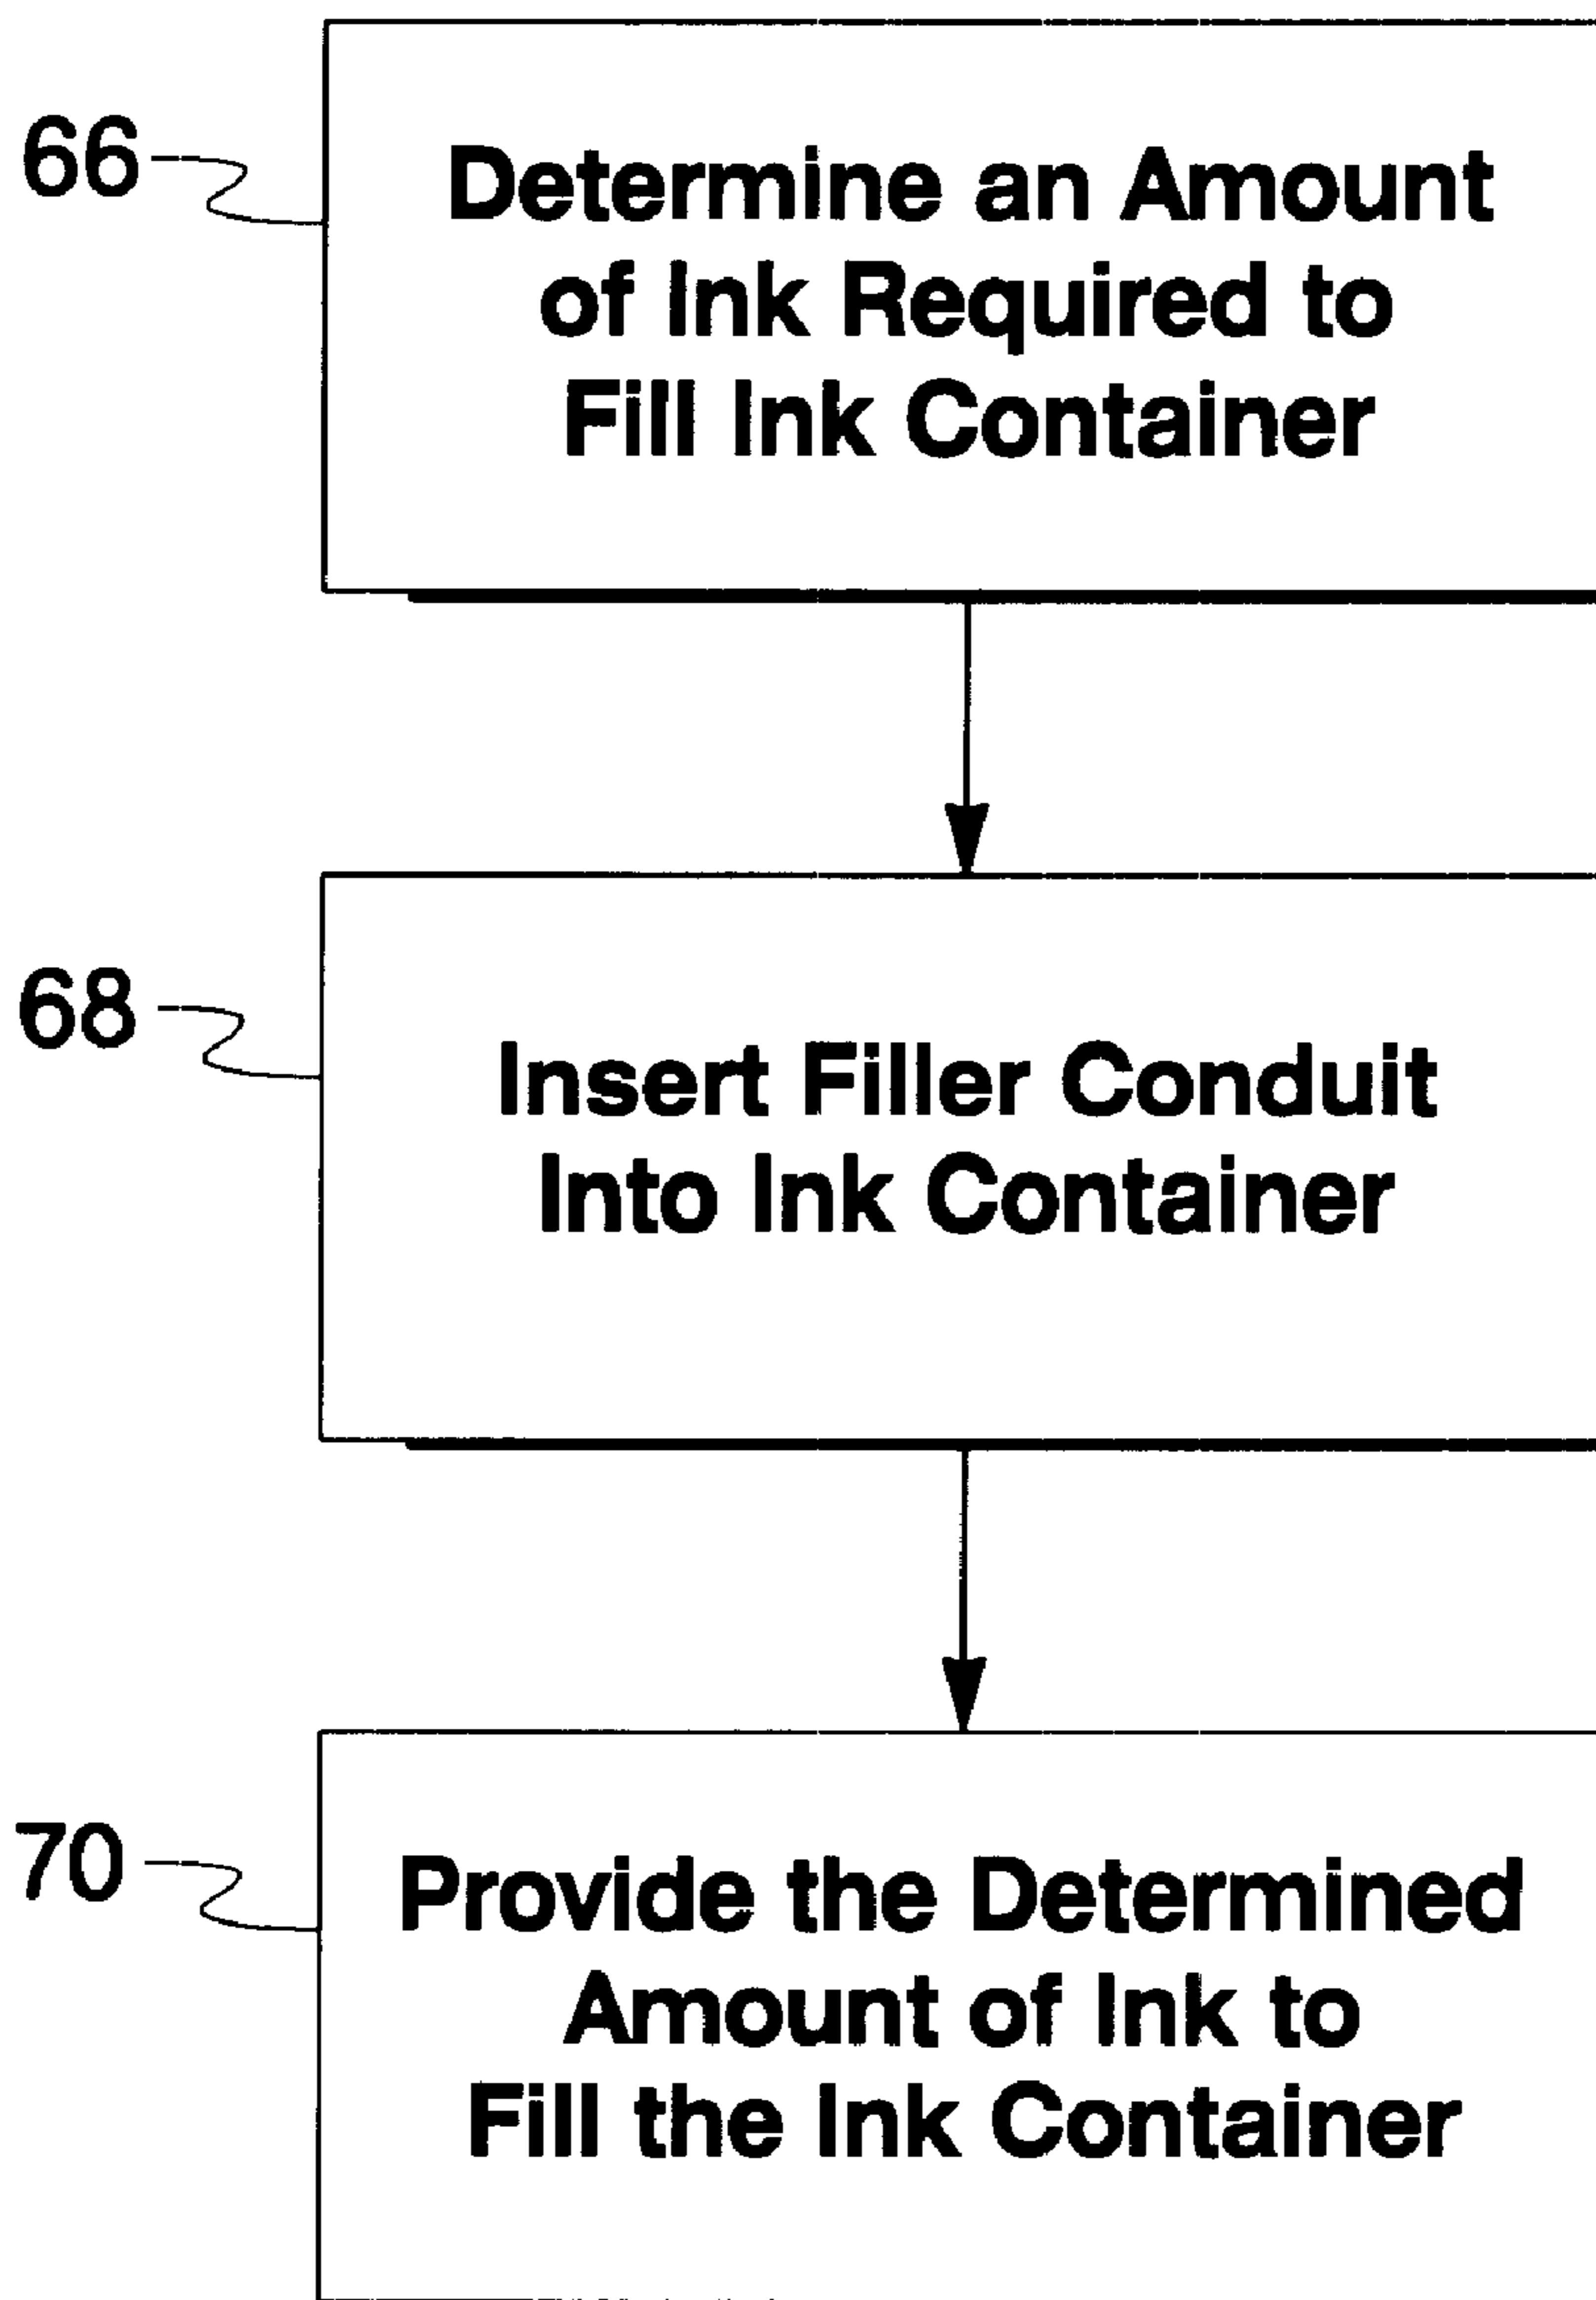 66
Determine an Amount
of Ink Required to
Fill Ink Container
68
Insert Filler Conduit
Into Ink Container
70
Provide the Determined
Amount of Ink to
Fill the Ink Container